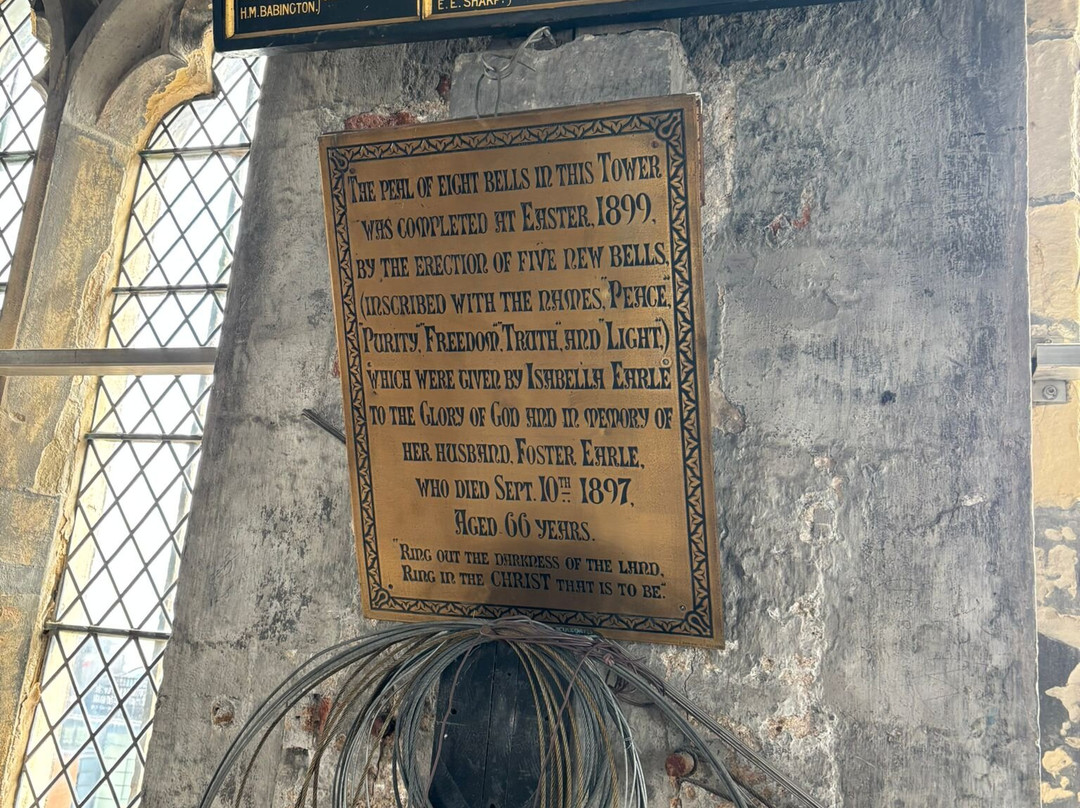 H.M. BABINGTON.
E. E. SHARP.
THE PEAL OF EIGHT BELLS IN THIS TOWER
WAS COMPLETED AT EASTER, 1899,
BY THE ERECTION OF FIVE NEW BELLS,
(INSCRIBED WITH THE NAMES, "PEACE,"
PURITY," "FREEDOM," "TRUTH," AND "LIGHT,")
WHICH WERE GIVEN BY ISABELLA EARLE
TO THE GLORY OF GOD AND IN MEMORY OF
HER HUSBAND, FOSTER EARLE,
WHO DIED SEPT. 10TH 1897,
AGED 66 YEARS.
"RING OUT THE DARKNESS OF THE LAND,
RING IN THE CHRIST THAT IS TO BE".